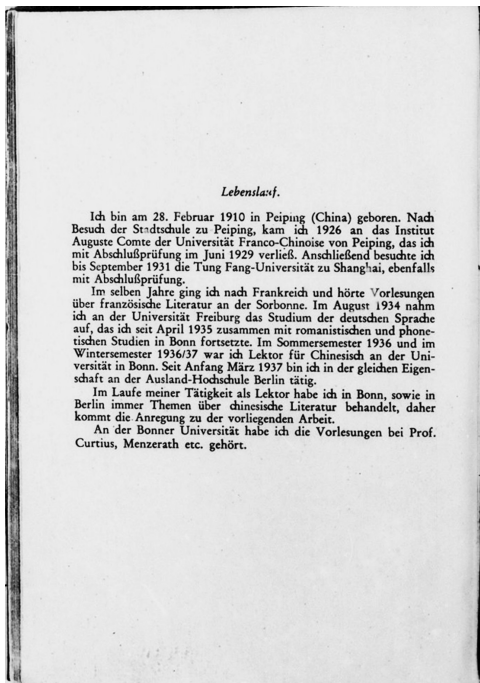 Lebenslauf.
Ich bin am 28. Februar 1910 in Peiping (China) geboren. Nach
Besuch der Stadtschule zu Peiping, kam ich 1926 an das Institut
Auguste Comte der Universität Franco-Chinoise von Peiping, das ich
mit Abschlußprüfung im Juni 1929 verließ. Anschließend besuchte ich
bis September 1931 die Tung Fang-Universität zu Shanghai, ebenfalls
mit Abschlußprüfung.
Im selben Jahre ging ich nach Frankreich und hörte Vorlesungen
über französische Literatur an der Sorbonne. Im August 1934 nahm
ich an der Universität Freiburg das Studium der deutschen Sprache
auf, das ich seit April 1935 zusammen mit romanistischen und phone-
tischen Studien in Bonn fortsetzte. Im Sommersemester 1936 und im
Wintersemester 1936/37 war ich Lektor für Chinesisch an der Uni-
versität in Bonn. Seit Anfang März 1937 bin ich in der gleichen Eigen-
schaft an der Ausland-Hochschule Berlin tätig.
Im Laufe meiner Tätigkeit als Lektor habe ich in Bonn, sowie in
Berlin immer Themen über chinesische Literatur behandelt, daher
kommt die Anregung zu der vorliegenden Arbeit.
An der Bonner Universität habe ich die Vorlesungen bei Prof.
Curtius, Menzerath etc. gehört.